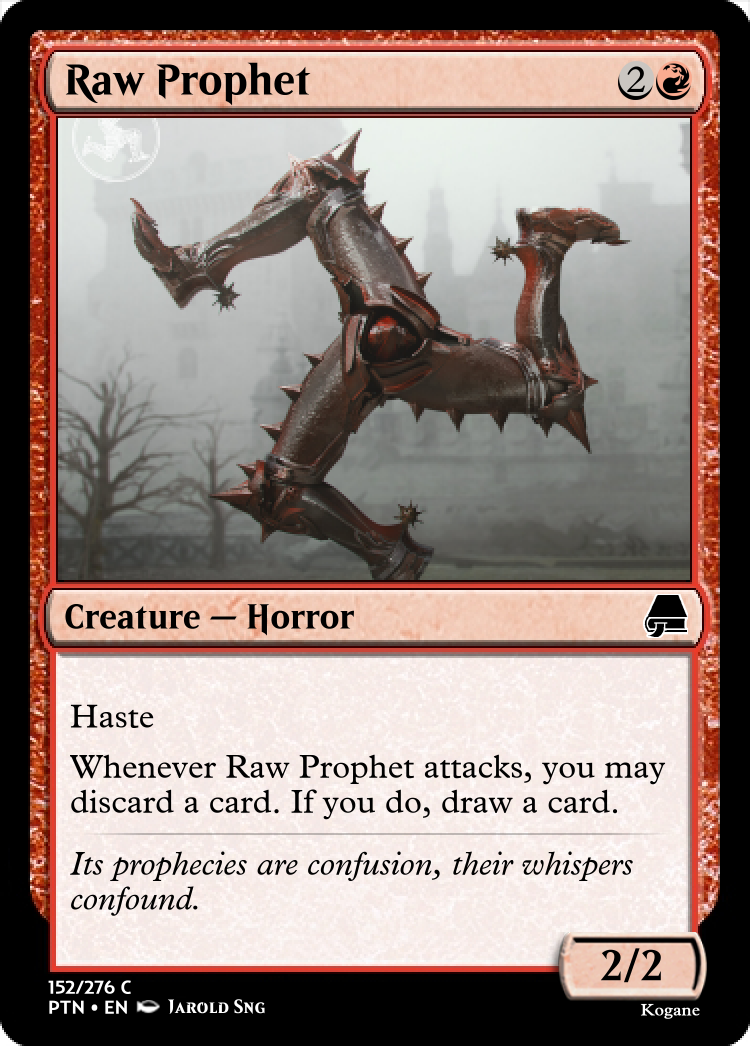 Raw Prophet
2
Creature — Horror
Haste
Whenever Raw Prophet attacks, you may
discard a card. If you do, draw a card.
Its prophecies are confusion, their whispers
confound.
2/2
152/276 C
PTN • EN Jarold Sng
Kogane